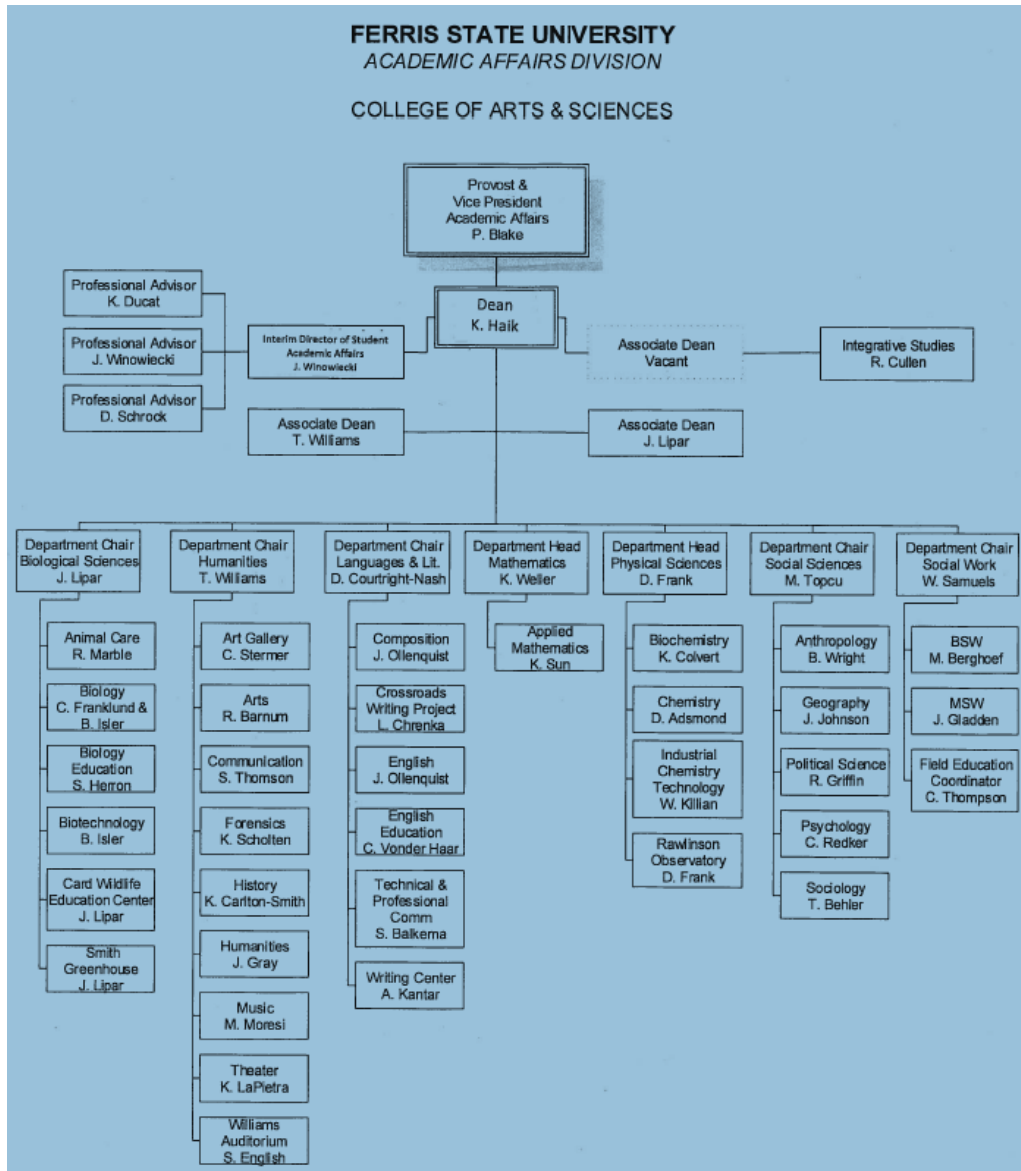 FERRIS STATE UNIVERSITY
ACADEMIC AFFAIRS DIVISION
COLLEGE OF ARTS & SCIENCES
Provost &
Vice President
Academic Affairs
P. Blake
Dean
K. Haik
Professional Advisor
K. Ducat
Professional Advisor
J. Winowiecki
Professional Advisor
D. Schrock
Interim Director of Student
Academic Affairs
J. Winowiecki
Associate Dean
Vacant
Integrative Studies
R. Cullen
Associate Dean
T. Williams
Associate Dean
J. Lipar
Department Chair
Biological Sciences
J. Lipar
Animal Care
R. Marble
Biology
C. Franklund &
B. Isler
Biology
Education
S. Herron
Biotechnology
B. Isler
Card Wildlife
Education Center
J. Lipar
Smith
Greenhouse
J. Lipar
Department Chair
Humanities
T. Williams
Art Gallery
C. Stermer
Arts
R. Barnum
Communication
S. Thomson
Forensics
K. Scholten
History
K. Carlton-Smith
Humanities
J. Gray
Music
M. Moresi
Theater
K. LaPietra
Williams
Auditorium
S. English
Department Chair
Languages & Lit.
D. Courtright-Nash
Composition
J. Ollenquist
Crossroads
Writing Project
L. Chrenka
English
J. Ollenquist
English
Education
C. Vonder Haar
Technical &
Professional
Comm
S. Balkema
Writing Center
A. Kantar
Department Head
Mathematics
K. Weller
Applied
Mathematics
K. Sun
Department Head
Physical Sciences
D. Frank
Biochemistry
K. Colvert
Chemistry
D. Adsmond
Industrial
Chemistry
Technology
W. Killian
Rawlinson
Observatory
D. Frank
Department Chair
Social Sciences
M. Topcu
Anthropology
B. Wright
Geography
J. Johnson
Political Science
R. Griffin
Psychology
C. Redker
Sociology
T. Behler
Department Chair
Social Work
W. Samuels
BSW
M. Berghoef
MSW
J. Gladden
Field Education
Coordinator
C. Thompson